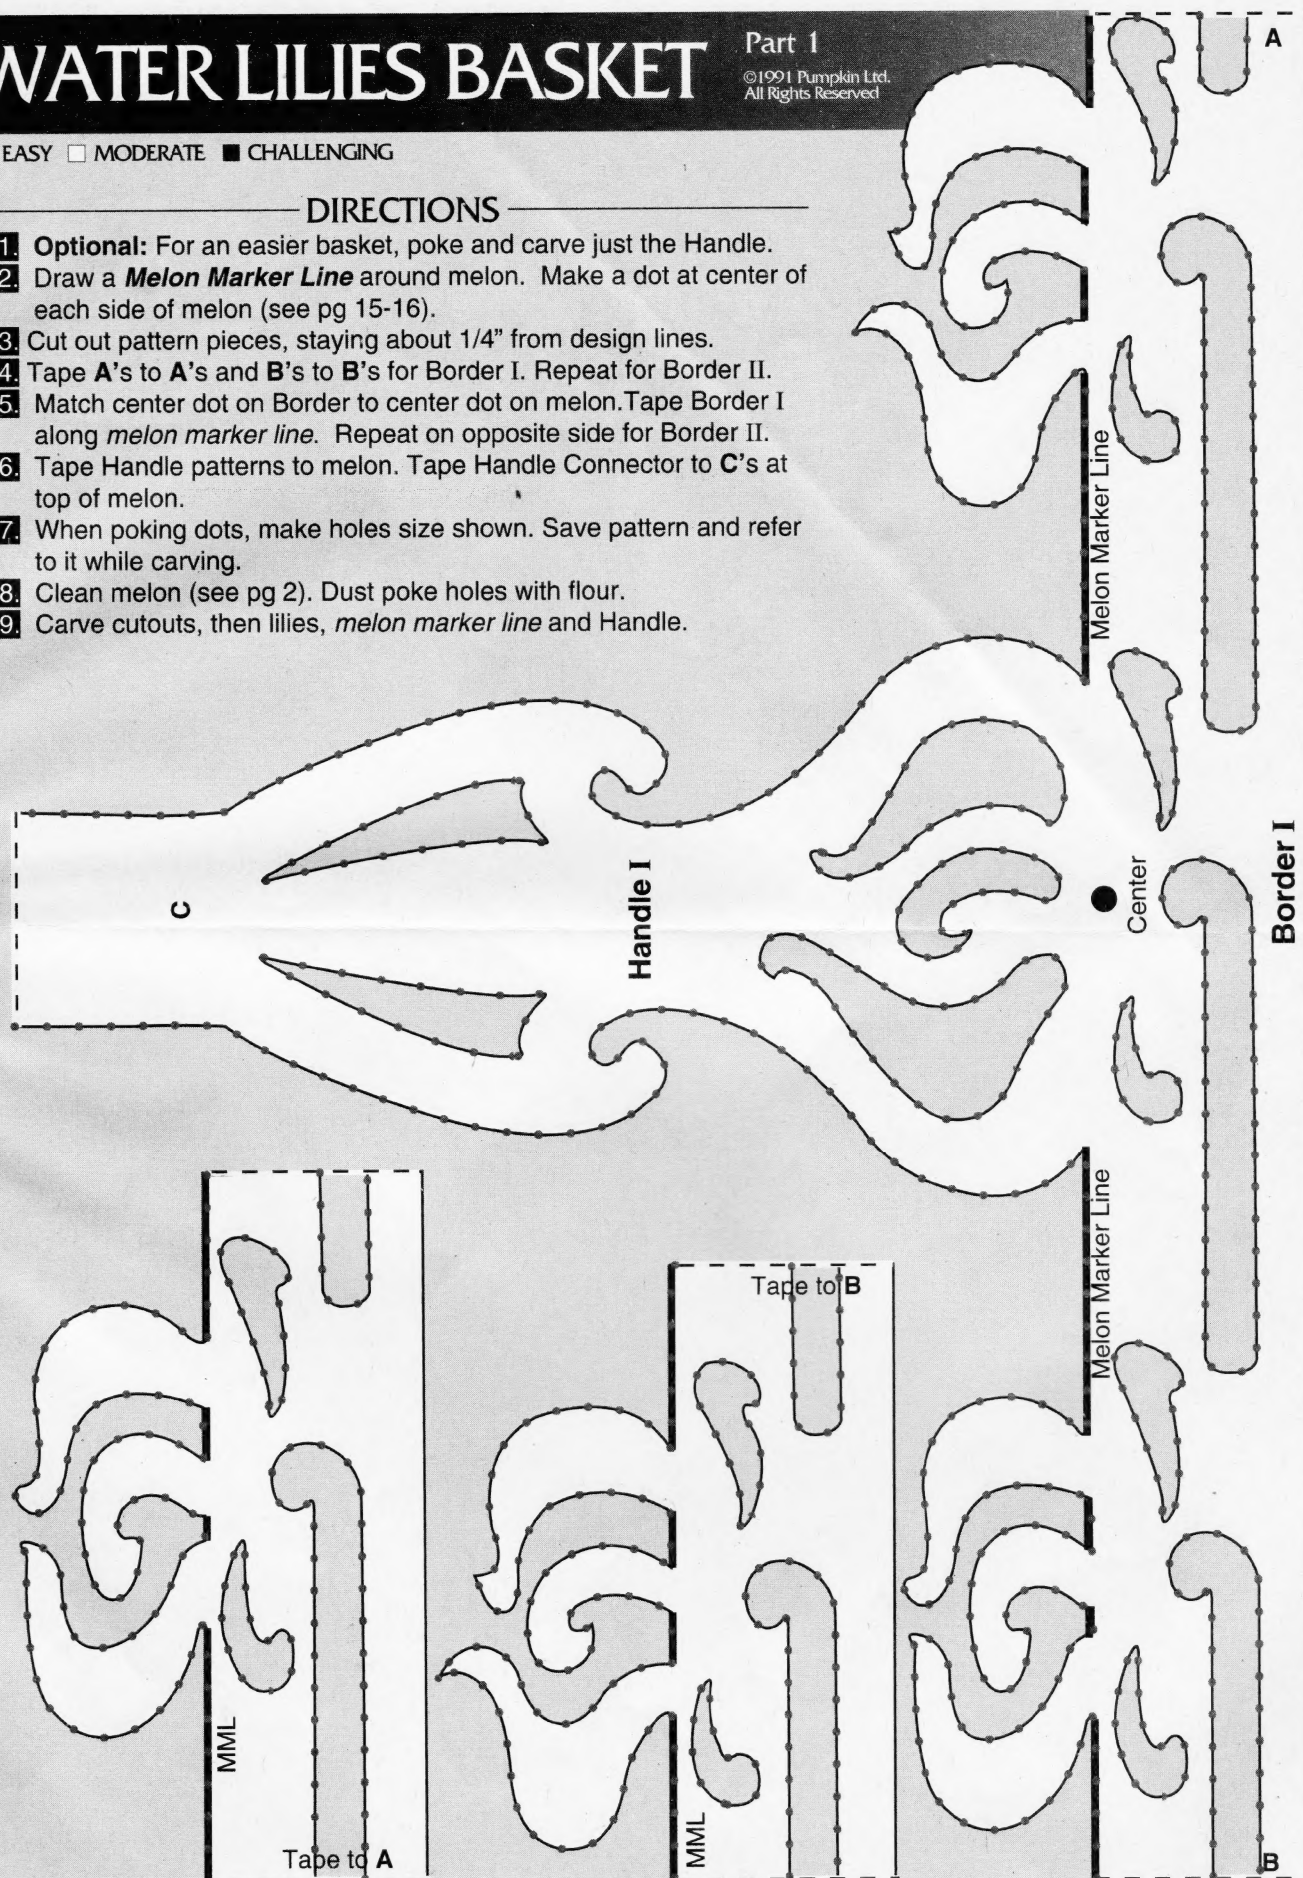 WATER LILIES BASKET
Part 1
©1991 Pumpkin Ltd.
All Rights Reserved
EASY □ MODERATE ■ CHALLENGING
DIRECTIONS
1. Optional: For an easier basket, poke and carve just the Handle.
2. Draw a Melon Marker Line around melon. Make a dot at center of
each side of melon (see pg 15-16).
3. Cut out pattern pieces, staying about 1/4” from design lines.
4. Tape A's to A's and B's to B's for Border I. Repeat for Border II.
5. Match center dot on Border to center dot on melon.Tape Border I
along melon marker line. Repeat on opposite side for Border II.
6. Tape Handle patterns to melon. Tape Handle Connector to C's at
top of melon.
7. When poking dots, make holes size shown. Save pattern and refer
to it while carving.
8. Clean melon (see pg 2). Dust poke holes with flour.
9. Carve cutouts, then lilies, melon marker line and Handle.
A
Melon Marker Line
C
Handle I
Center
Border I
Melon Marker Line
Tape to B
MML
Tape to A
MML
B